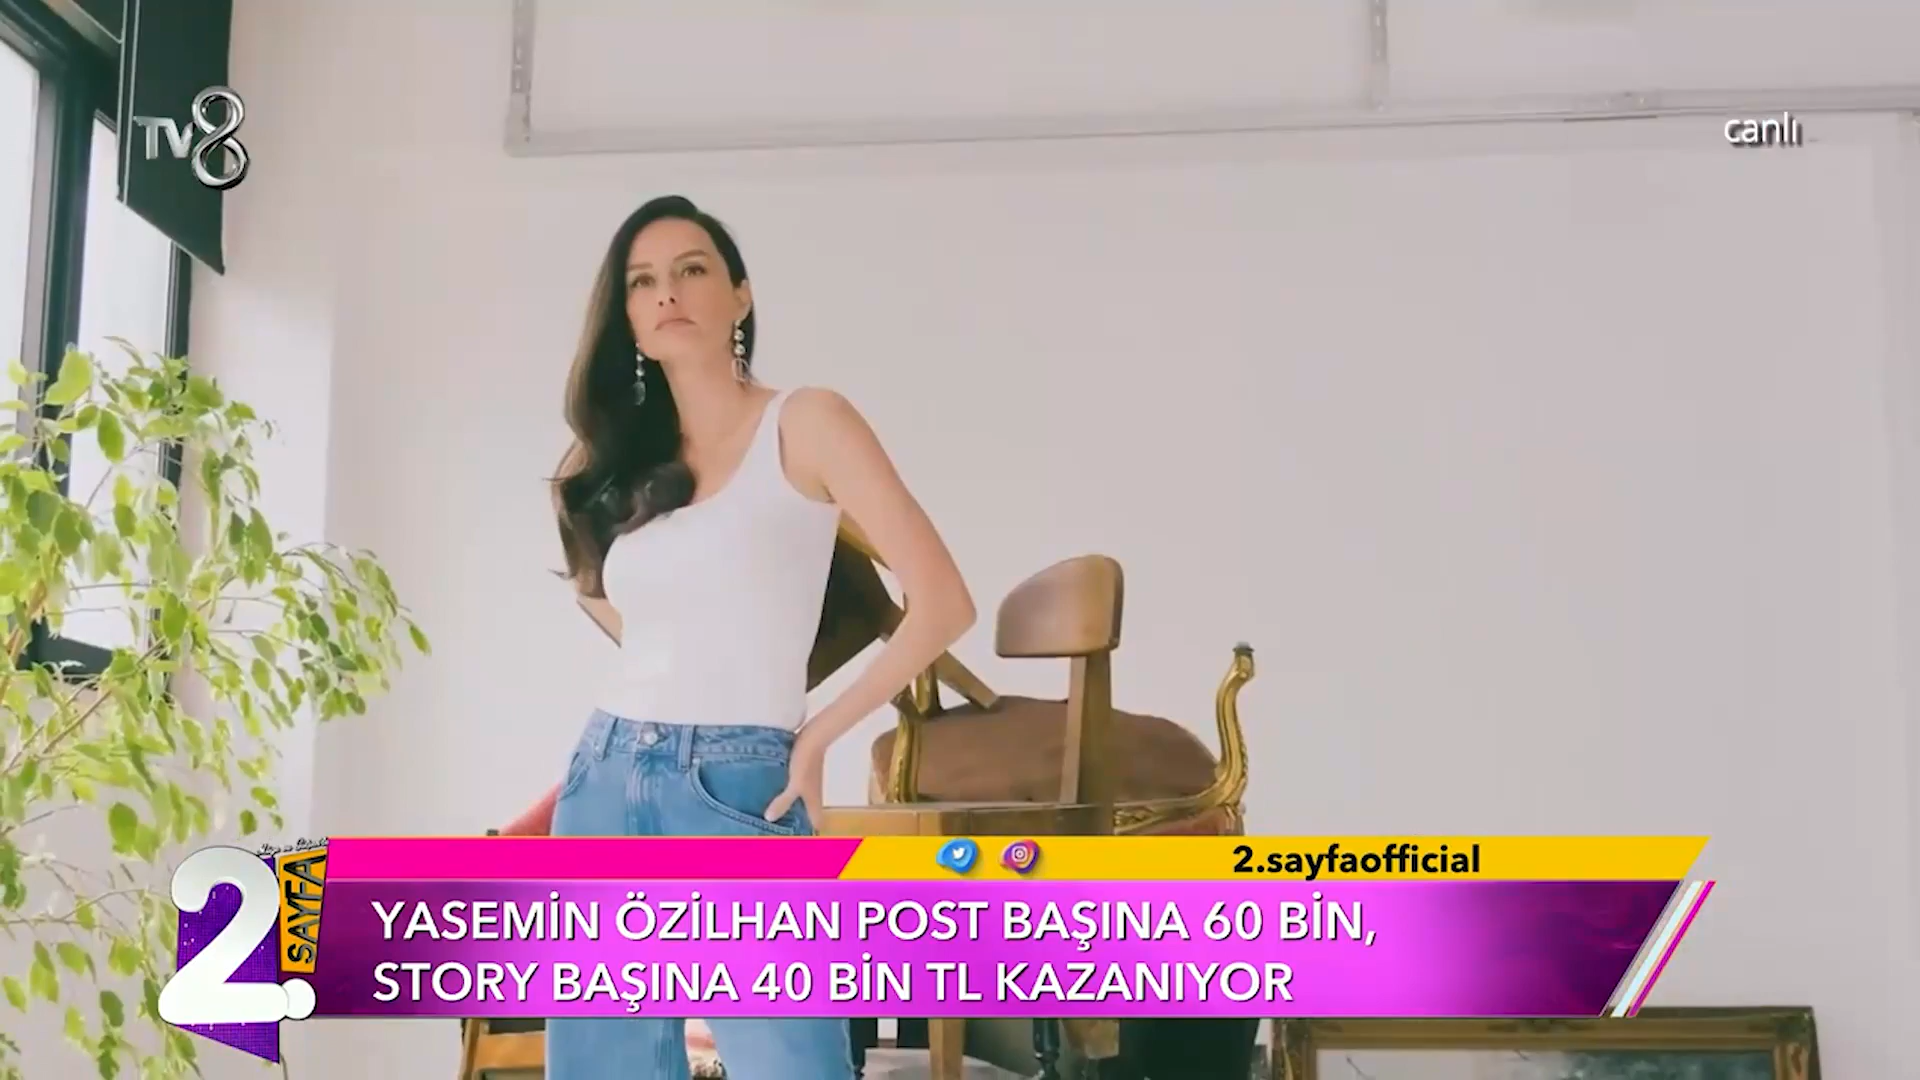 TV8
canlı
2.sayfaofficial
2. SAYFA
YASEMİN ÖZİLHAN POST BAŞINA 60 BİN,
STORY BAŞINA 40 BİN TL KAZANIYOR